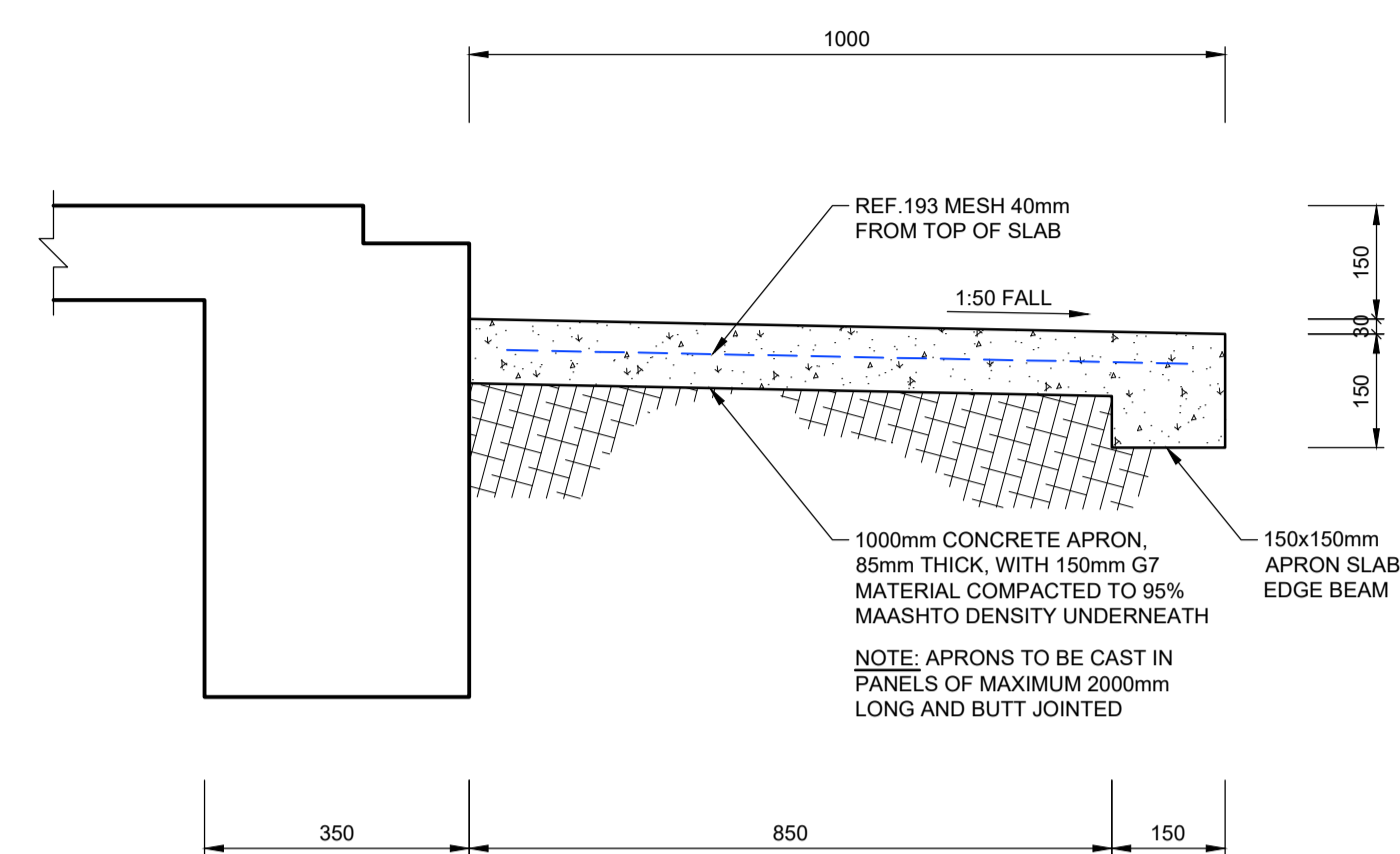 1000
REF.193 MESH 40mm
FROM TOP OF SLAB
1:50 FALL
150
30
150
1000mm CONCRETE APRON,
85mm THICK, WITH 150mm G7
MATERIAL COMPACTED TO 95%
MAASHTO DENSITY UNDERNEATH
NOTE: APRONS TO BE CAST IN
PANELS OF MAXIMUM 2000mm
LONG AND BUTT JOINTED
150x150mm
APRON SLAB
EDGE BEAM
350
850
150